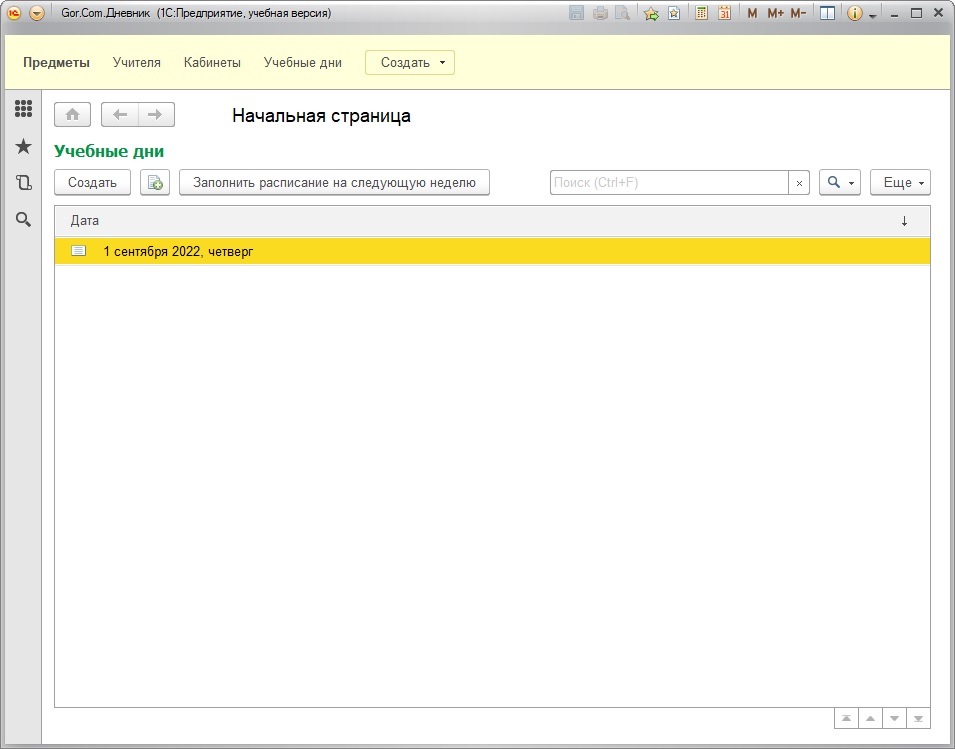 Gor.Com.Дневник (1С:Предприятие, учебная версия)
31 M M+ M-
Предметы Учителя Кабинеты Учебные дни Создать
Начальная страница
Учебные дни
Создать Заполнить расписание на следующую неделю Поиск (Ctrl+F) × Еще
Дата ↓
1 сентября 2022, четверг